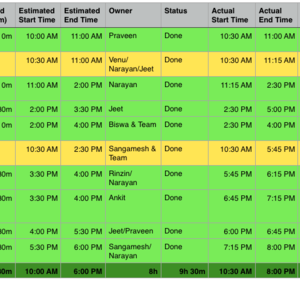 d m) Estimated Start Time Estimated End Time Owner Status Actual Start Time Actual End Time
0m 10:00 AM 11:00 AM Praveen Done 10:30 AM 11:00 AM
10:30 AM 11:00 AM Venu/ Narayan/Jeet Done 10:30 AM 11:15 AM
0m 11:00 AM 2:00 PM Narayan Done 11:15 AM 2:30 PM
0m 2:00 PM 3:30 PM Jeet Done 2:30 PM 5:00 PM
0m 2:00 PM 4:00 PM Biswa & Team Done 2:30 PM 4:00 PM
10:30 AM 2:30 PM Sangamesh & Team Done 10:30 AM 5:45 PM
0m 3:30 PM 4:00 PM Rinzin/ Narayan Done 5:45 PM 6:15 PM
0m 3:30 PM 4:00 PM Ankit Done 6:45 PM 7:15 PM
0m 4:00 PM 5:30 PM Jeet/Praveen Done 6:00 PM 6:45 PM
0m 5:30 PM 6:00 PM Sangamesh/ Narayan Done 7:15 PM 8:00 PM
0m 10:00 AM 6:00 PM 8h 9h 30m 10:30 AM 8:00 PM